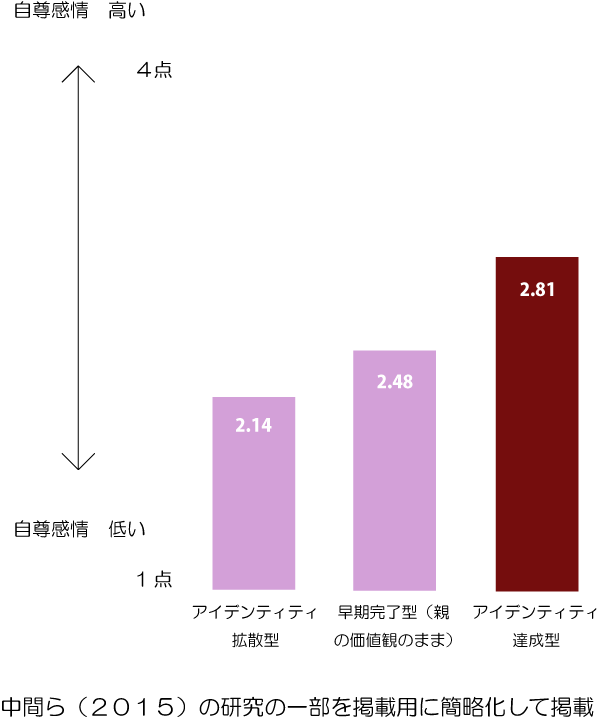 自尊感情　高い
４点
2.81
2.48
2.14
自尊感情　低い
１点
アイデンティティ
拡散型
早期完了型（親
の価値観のまま）
アイデンティティ
達成型
中間ら（２０１５）の研究の一部を掲載用に簡略化して掲載